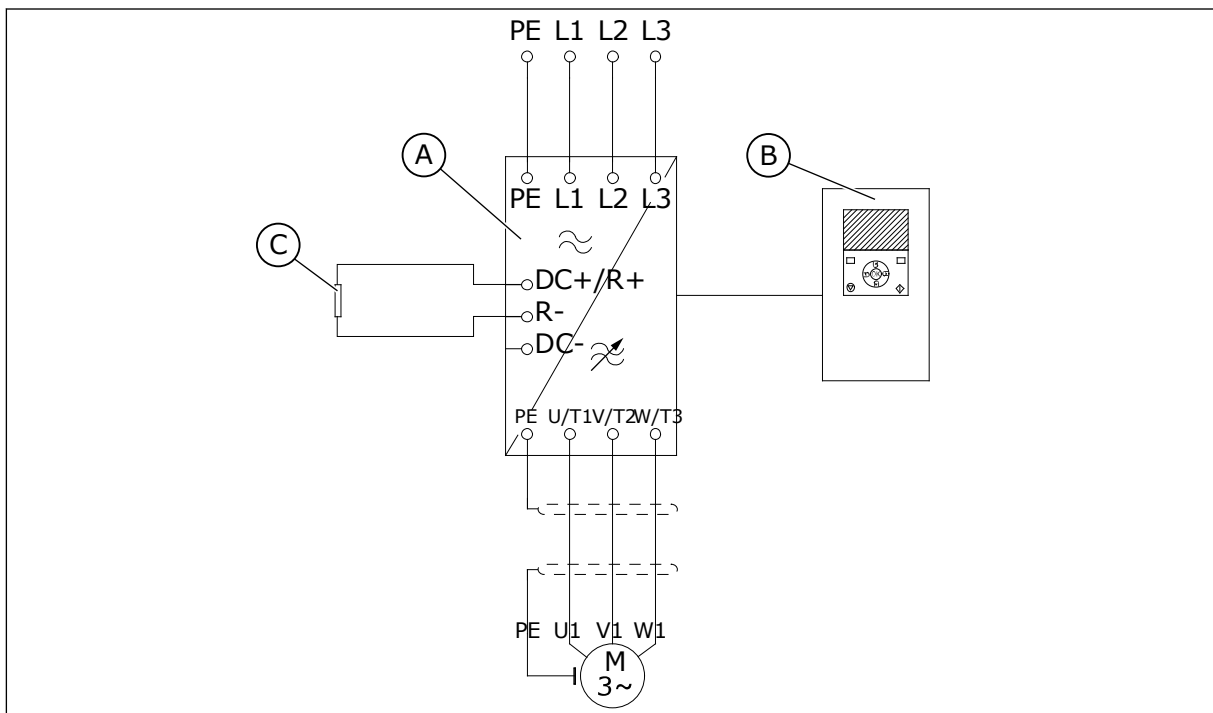 PE L1 L2 L3
A
B
PE L1 L2 L3
C
DC+/R+
R-
DC-
PE U/T1 V/T2 W/T3
PE U1 V1 W1
M
3~